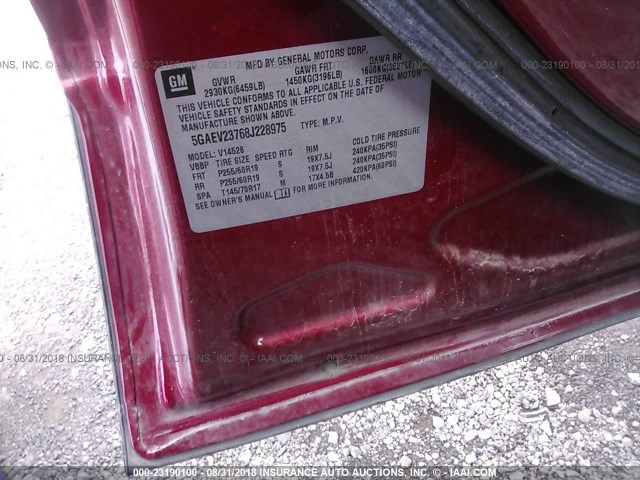 MFD BY GENERAL MOTORS CORP.
GM
GVWR GAWR FRT GAWR RR
2930KG(6459LB) 1450KG(3196LB)
THIS VEHICLE CONFORMS TO ALL APPLICABLE U.S. FEDERAL MOTOR
VEHICLE SAFETY STANDARDS IN EFFECT ON THE DATE OF
MANUFACTURE SHOWN ABOVE.
5GAEV23768J228975 TYPE: M.P.V.
MODEL: V14526
VBBP TIRE SIZE SPEED RTG RIM COLD TIRE PRESSURE
FRT P255/60R19 S 19X7.5J 240KPA(35PSI)
RR P255/60R19 S 19X7.5J 240KPA(35PSI)
SPA T145/70R17 M 17X4.5B 420KPA(60PSI)
SEE OWNER'S MANUAL FOR MORE INFORMATION.
000-23190100 - 08/31/2018 INSURANCE AUTO AUCTIONS, INC. - © IAAI.COM